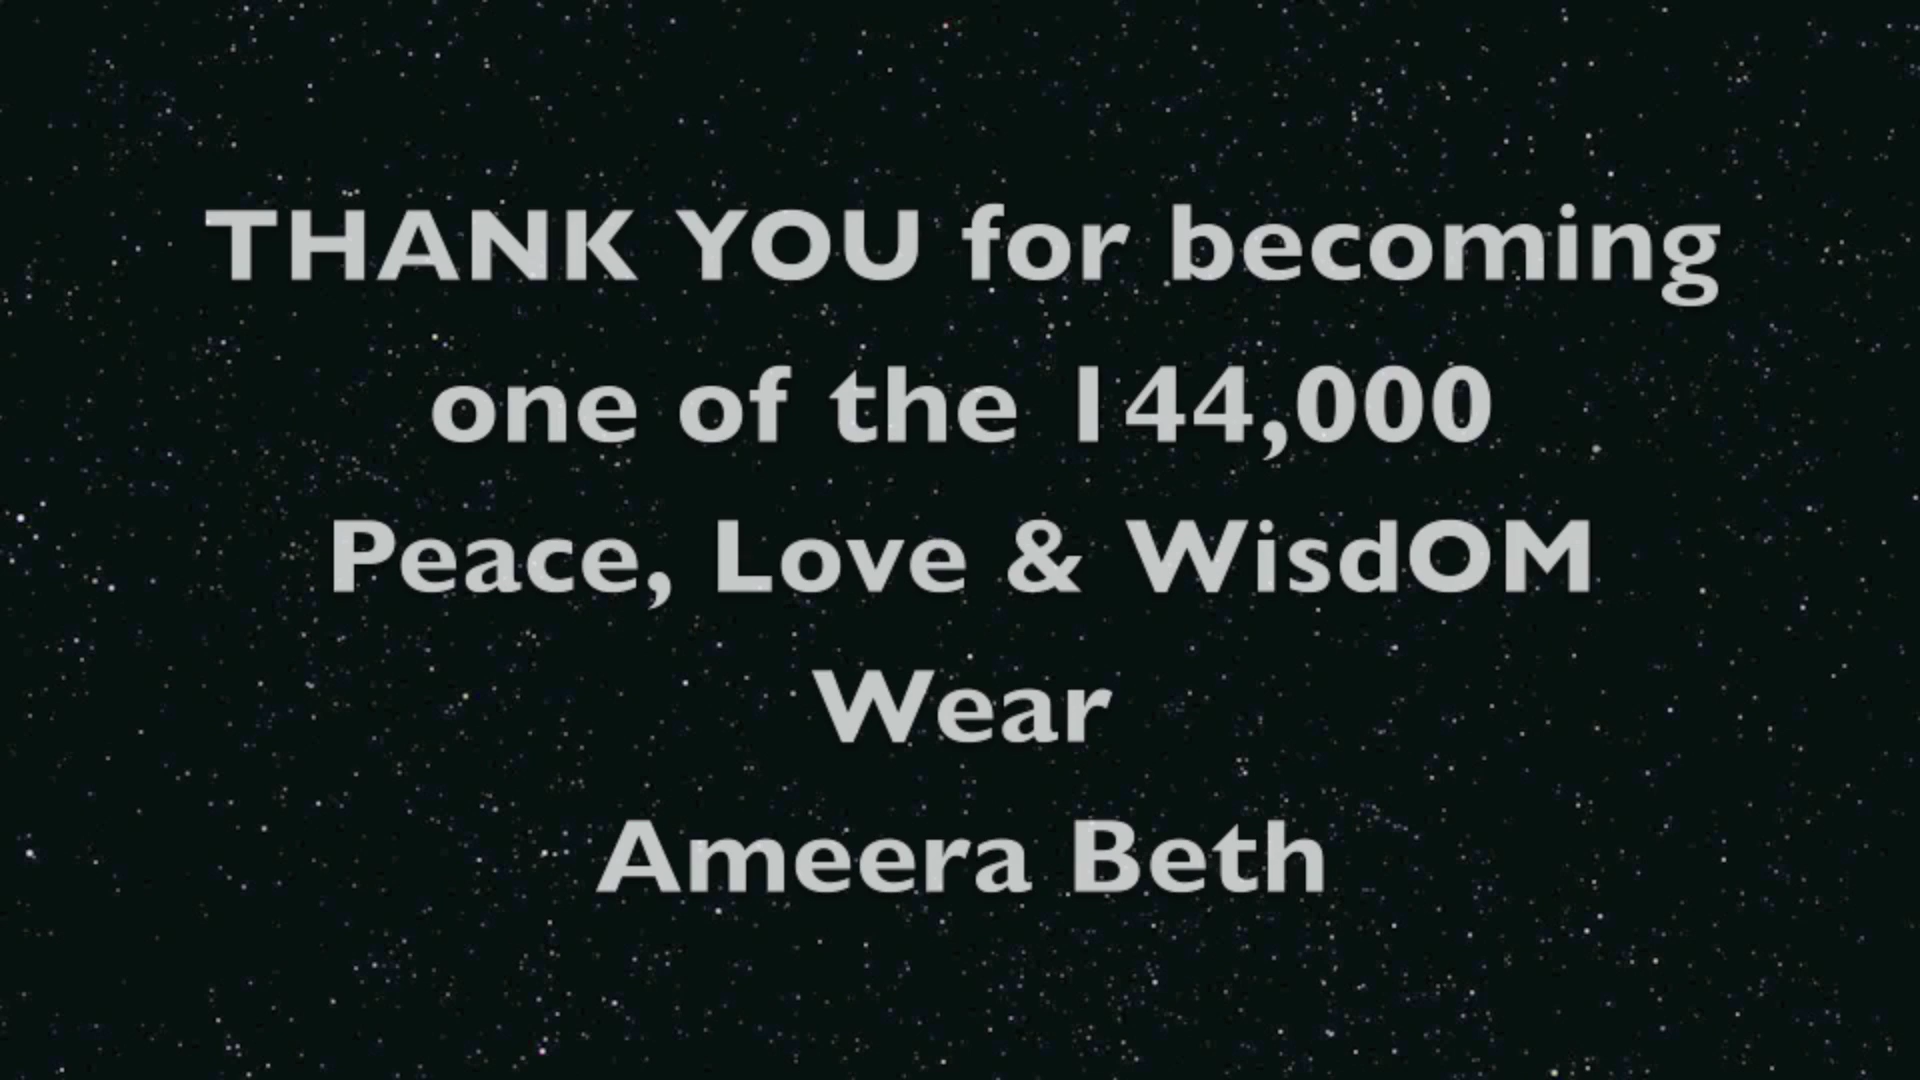 THANK YOU for becoming
one of the 144,000
Peace, Love & WisdOM
Wear
Ameera Beth